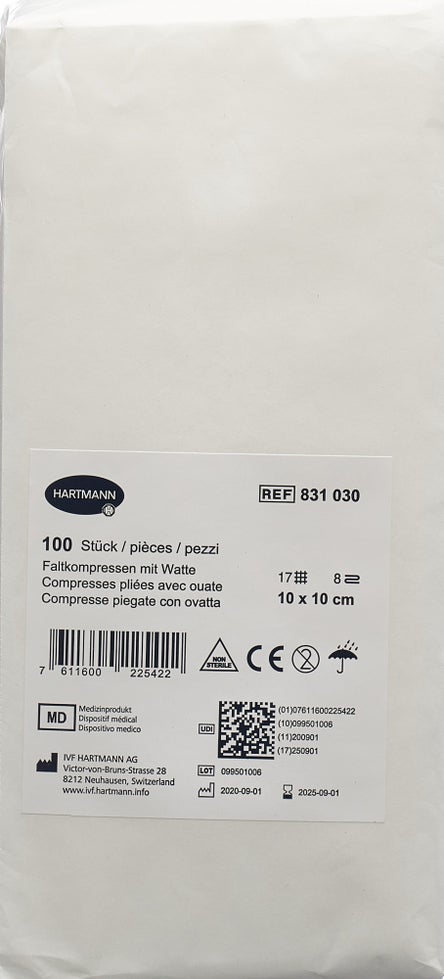 HARTMANN
REF 831 030
100 Stück / pièces / pezzi
Faltkompressen mit Watte
Compresses pliées avec ouate
Compresse piegate con ovatta
17 8
10 x 10 cm
7 611600 225422
NON STERILE
CE
2
MD
Medizinprodukt
Dispositif médical
Dispositivo medico
UDI
(01)07611600225422
(10)099501006
(11)200901
(17)250901
IVF HARTMANN AG
Victor-von-Bruns-Strasse 28
8212 Neuhausen, Switzerland
www.ivf.hartmann.info
LOT 099501006
2020-09-01 2025-09-01